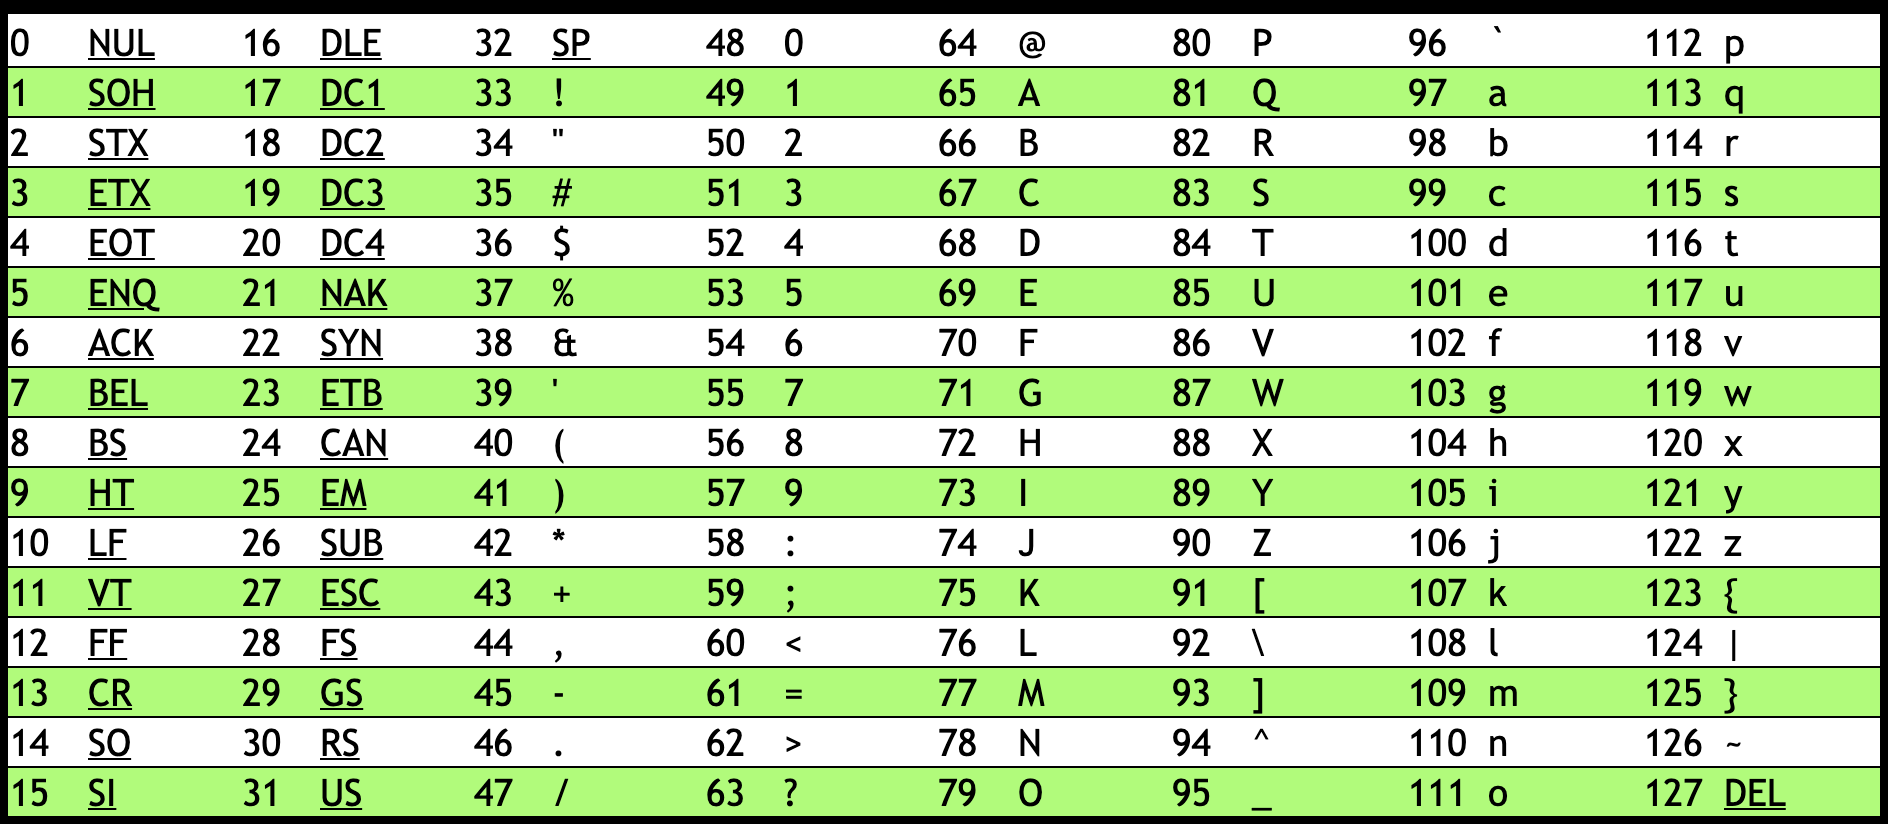 0 NUL 16 DLE 32 SP 48 0 64 @ 80 P 96 ` 112 p
1 SOH 17 DC1 33 ! 49 1 65 A 81 Q 97 a 113 q
2 STX 18 DC2 34 " 50 2 66 B 82 R 98 b 114 r
3 ETX 19 DC3 35 # 51 3 67 C 83 S 99 c 115 s
4 EOT 20 DC4 36 $ 52 4 68 D 84 T 100 d 116 t
5 ENQ 21 NAK 37 % 53 5 69 E 85 U 101 e 117 u
6 ACK 22 SYN 38 & 54 6 70 F 86 V 102 f 118 v
7 BEL 23 ETB 39 ' 55 7 71 G 87 W 103 g 119 w
8 BS 24 CAN 40 ( 56 8 72 H 88 X 104 h 120 x
9 HT 25 EM 41 ) 57 9 73 I 89 Y 105 i 121 y
10 LF 26 SUB 42 * 58 : 74 J 90 Z 106 j 122 z
11 VT 27 ESC 43 + 59 ; 75 K 91 [ 107 k 123 {
12 FF 28 FS 44 , 60 < 76 L 92 \ 108 l 124 |
13 CR 29 GS 45 - 61 = 77 M 93 ] 109 m 125 }
14 SO 30 RS 46 . 62 > 78 N 94 ^ 110 n 126 ~
15 SI 31 US 47 / 63 ? 79 O 95 _ 111 o 127 DEL